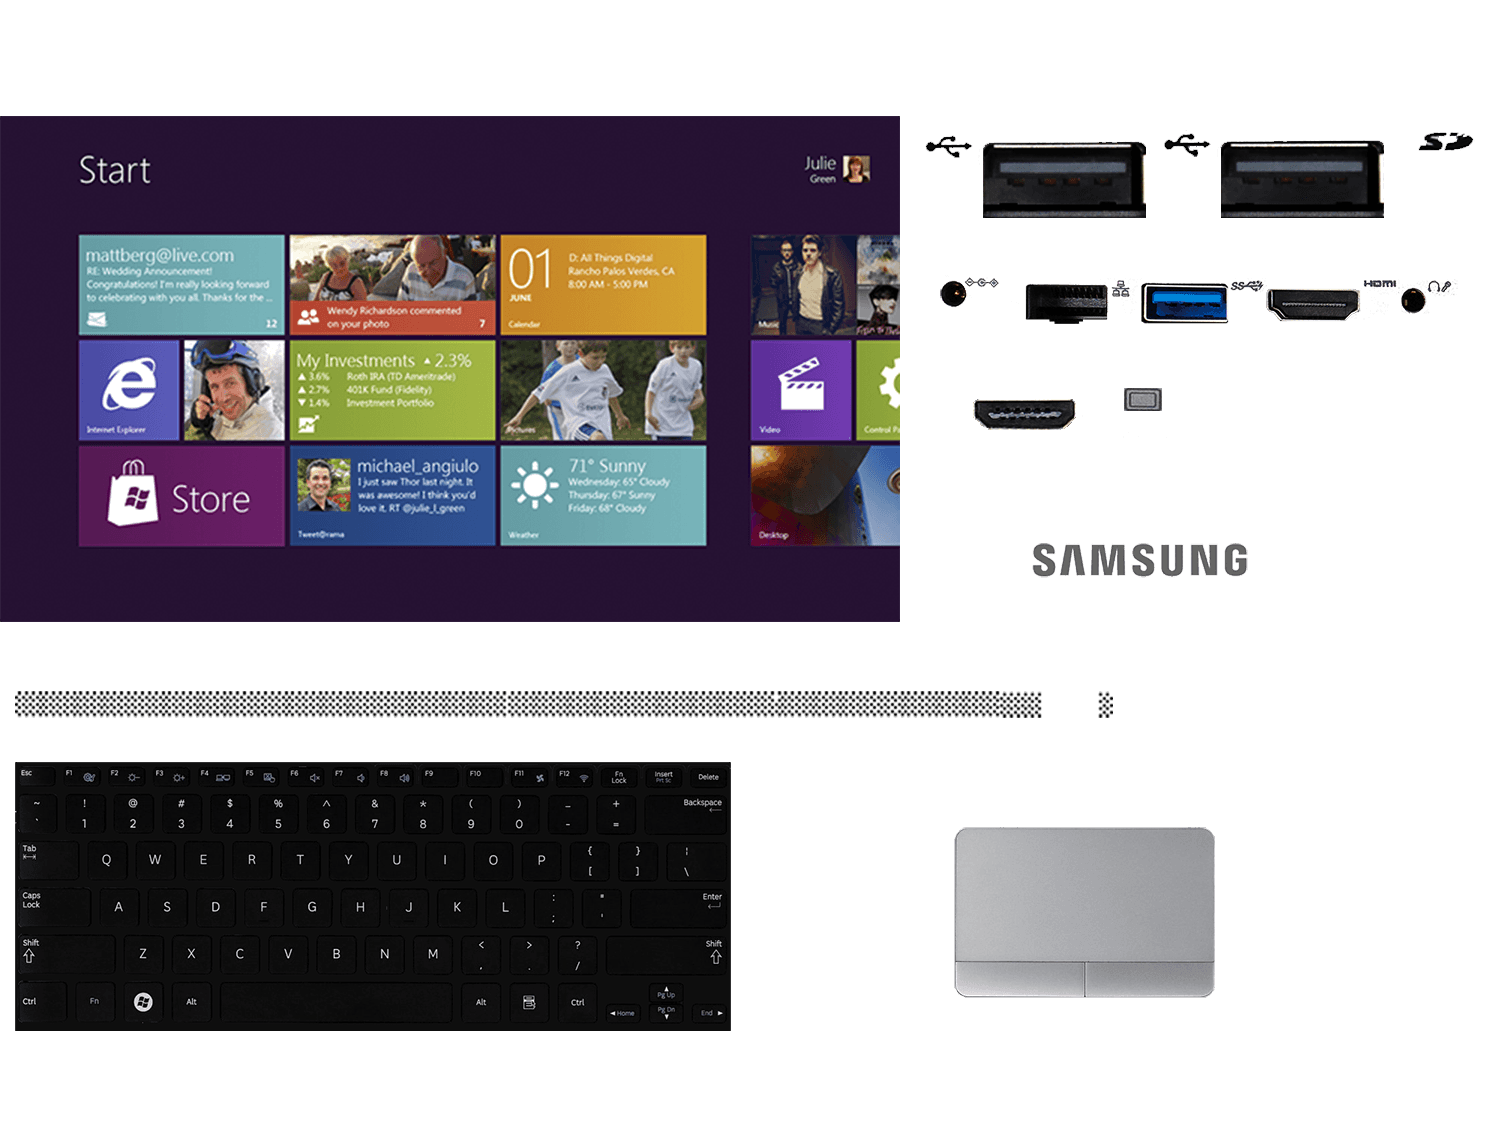 Start
Julie
Green
mattberg@live.com
RE: Wedding Announcement!
Congratulations! I'm really looking forward
to celebrating with you all. Thanks for the ...
12
Wendy Richardson commented
on your photo
7
01
JUNE
D: All Things Digital
Rancho Palos Verdes, CA
8:00 AM - 5:00 PM
Calendar
Music
Internet Explorer
My Investments ▲ 2.3%
▲ 3.6% Roth IRA (TD Ameritrade)
▲ 2.7% 401K Fund (Fidelity)
▼ 1.4% Investment Portfolio
Pictures
Video
Control Pa
Store
michael_angiulo
I just saw Thor last night. It
was awesome! I think you'd
love it. RT @julie_l_green
Tweet@rama
71° Sunny
Wednesday: 65° Cloudy
Thursday: 67° Sunny
Friday: 68° Cloudy
Weather
Desktop
SD
SS
HDMI
SAMSUNG
Esc F1 F2 F3 F4 F5 F6 F7 F8 F9 F10 F11 F12 Fn Lock Insert Prt Sc Delete
~ ! @ # $ % ^ & * ( ) _ + Backspace
` 1 2 3 4 5 6 7 8 9 0 - =
Tab Q W E R T Y U I O P { [ } ] ¦ \
Caps Lock A S D F G H J K L : ; " ' Enter
Shift Z X C V B N M < , > . ? / Shift
Ctrl Fn Alt Alt Ctrl Home Pg Up Pg Dn End